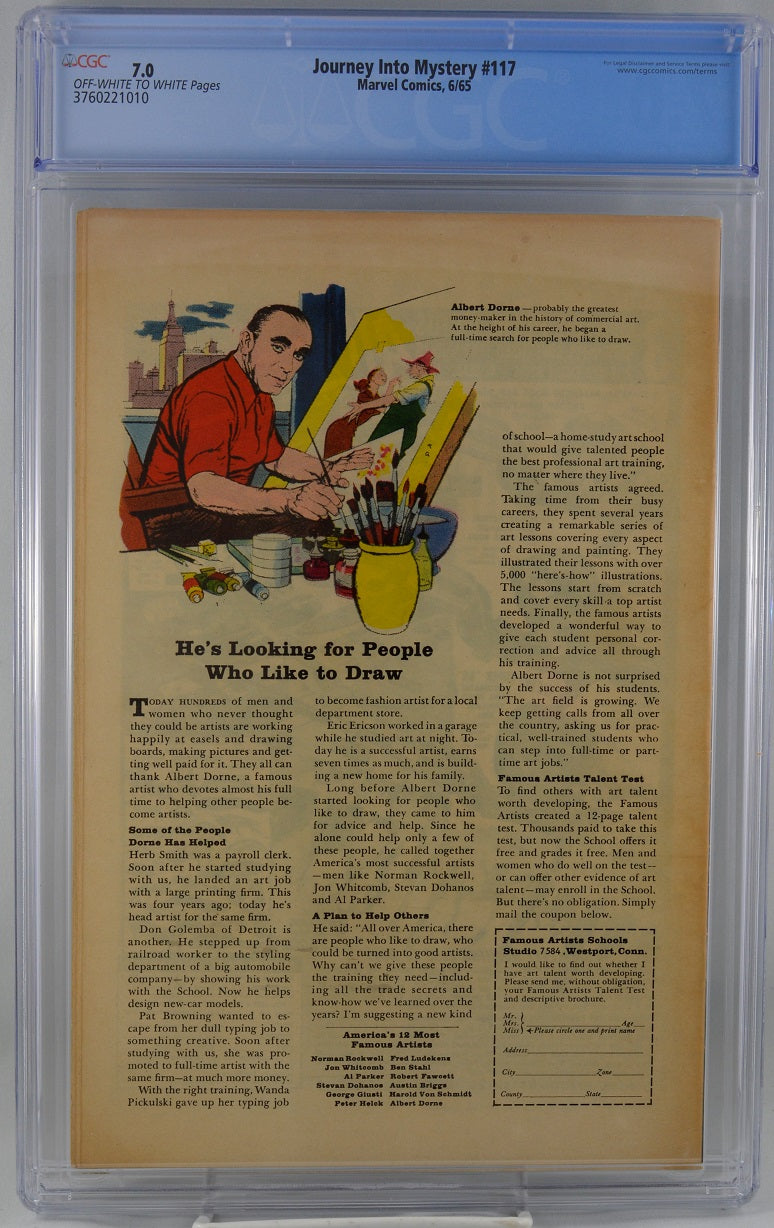 CGC
7.0
OFF-WHITE TO WHITE Pages
3760221010
Journey Into Mystery #117
Marvel Comics, 6/65
For Legal Disclaimer and Service Terms please visit
www.cgccomics.com/terms
CGC
Albert Dorne — probably the greatest
money-maker in the history of commercial art.
At the height of his career, he began a
full-time search for people who like to draw.
He's Looking for People
Who Like to Draw
TODAY HUNDREDS of men and
women who never thought
they could be artists are working
happily at easels and drawing
boards, making pictures and get-
ting well paid for it. They all can
thank Albert Dorne, a famous
artist who devotes almost his full
time to helping other people be-
come artists.
Some of the People
Dorne Has Helped
Herb Smith was a payroll clerk.
Soon after he started studying
with us, he landed an art job
with a large printing firm. This
was four years ago; today he's
head artist for the same firm.
Don Golemba of Detroit is
another. He stepped up from
railroad worker to the styling
department of a big automobile
company—by showing his work
with the School. Now he helps
design new-car models.
Pat Browning wanted to es-
cape from her dull typing job to
something creative. Soon after
studying with us, she was pro-
moted to full-time artist with the
same firm—at much more money.
With the right training, Wanda
Pickulski gave up her typing job
to become fashion artist for a local
department store.
Eric Ericson worked in a garage
while he studied art at night. To-
day he is a successful artist, earns
seven times as much, and is build-
ing a new home for his family.
Long before Albert Dorne
started looking for people who
like to draw, they came to him
for advice and help. Since he
alone could help only a few of
these people, he called together
America's most successful artists
—men like Norman Rockwell,
Jon Whitcomb, Stevan Dohanos
and Al Parker.
A Plan to Help Others
He said: "All over America, there
are people who like to draw, who
could be turned into good artists.
Why can't we give these people
the training they need—includ-
ing all the trade secrets and
know-how we've learned over the
years? I'm suggesting a new kind
America's 12 Most
Famous Artists
Norman Rockwell Fred Ludekens
Jon Whitcomb Ben Stahl
Al Parker Robert Fawcett
Stevan Dohanos Austin Briggs
George Giusti Harold Von Schmidt
Peter Helck Albert Dorne
of school—a home-study art school
that would give talented people
the best professional art training,
no matter where they live."
The famous artists agreed.
Taking time from their busy
careers, they spent several years
creating a remarkable series of
art lessons covering every aspect
of drawing and painting. They
illustrated their lessons with over
5,000 "here's-how" illustrations.
The lessons start from scratch
and cover every skill a top artist
needs. Finally, the famous artists
developed a wonderful way to
give each student personal cor-
rection and advice all through
his training.
Albert Dorne is not surprised
by the success of his students.
"The art field is growing. We
keep getting calls from all over
the country, asking us for prac-
tical, well-trained students who
can step into full-time or part-
time art jobs."
Famous Artists Talent Test
To find others with art talent
worth developing, the Famous
Artists created a 12-page talent
test. Thousands paid to take this
test, but now the School offers it
free and grades it free. Men and
women who do well on the test—
or can offer other evidence of art
talent—may enroll in the School.
But there's no obligation. Simply
mail the coupon below.
Famous Artists Schools
Studio 7584, Westport, Conn.
I would like to find out whether I
have art talent worth developing.
Please send me, without obligation,
your Famous Artists Talent Test
and descriptive brochure.
Mr.
Mrs. Age
Miss Please circle one and print name
Address
City Zone
County State